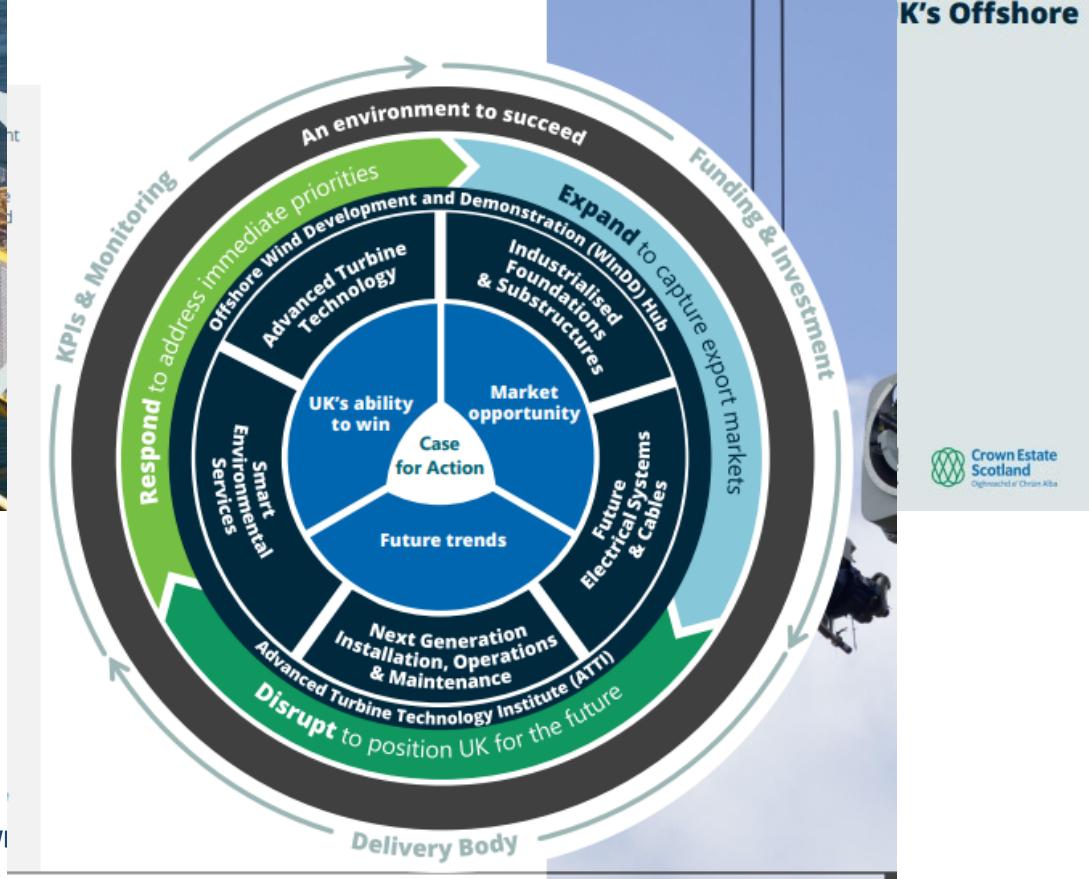 K's Offshore
An environment to succeed
KPIs & Monitoring
Funding & Investment
Delivery Body
Respond to address immediate priorities
Expand to capture export markets
Disrupt to position UK for the future
Offshore Wind Development and Demonstration (WInDD) Hub
Advanced Turbine Technology Institute (ATTI)
Advanced Turbine
Technology
Industrialised
Foundations
& Substructures
Future
Electrical Systems
& Cables
Next Generation
Installation, Operations
& Maintenance
Smart
Environmental
Services
UK's ability
to win
Market
opportunity
Future trends
Case
for Action
Crown Estate
Scotland
Oighreachd a' Chrùin Alba